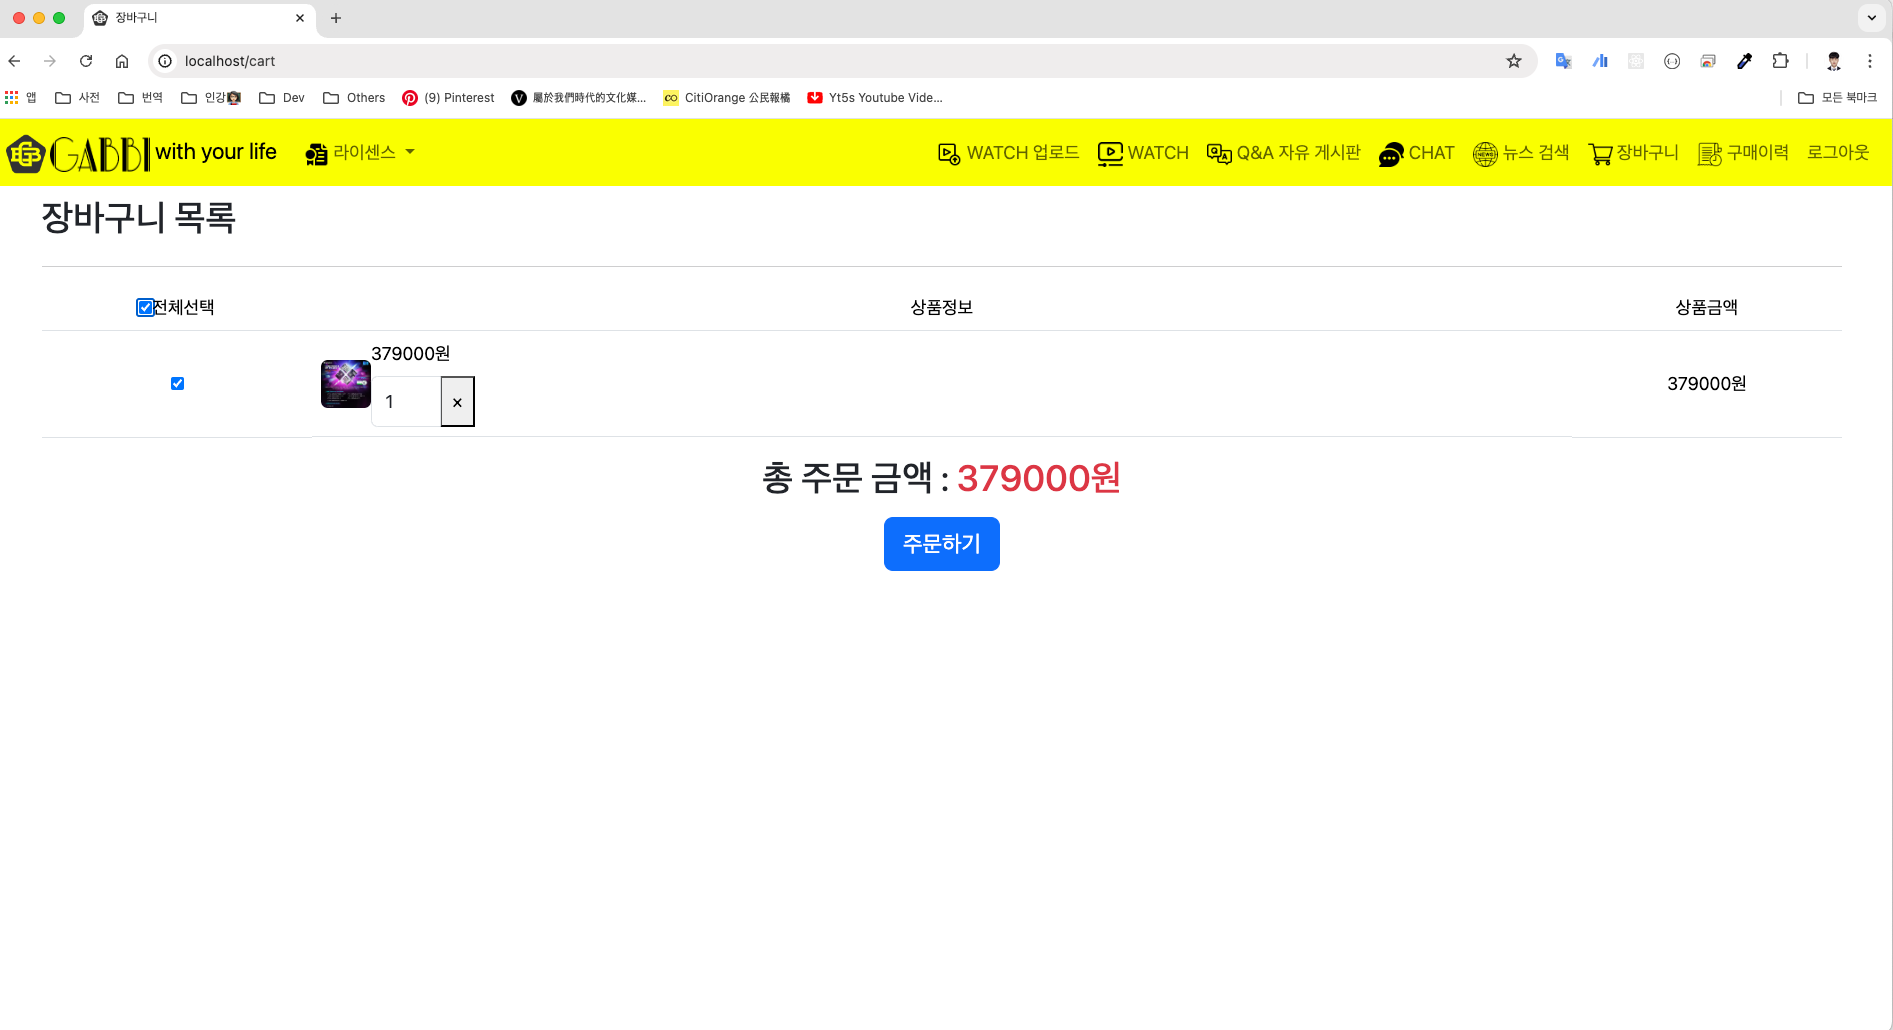 장바구니
localhost/cart
앱 사전 번역 인강 Dev Others (9) Pinterest 屬於我們時代的文化媒... CitiOrange 公民報橘 Yt5s Youtube Vide... 모든 북마크
GABBI with your life 라이센스 WATCH 업로드 WATCH Q&A 자유 게시판 CHAT 뉴스 검색 장바구니 구매이력 로그아웃
장바구니 목록
전체선택 상품정보 상품금액
379000원
1 ×
379000원
총 주문 금액 : 379000원
주문하기